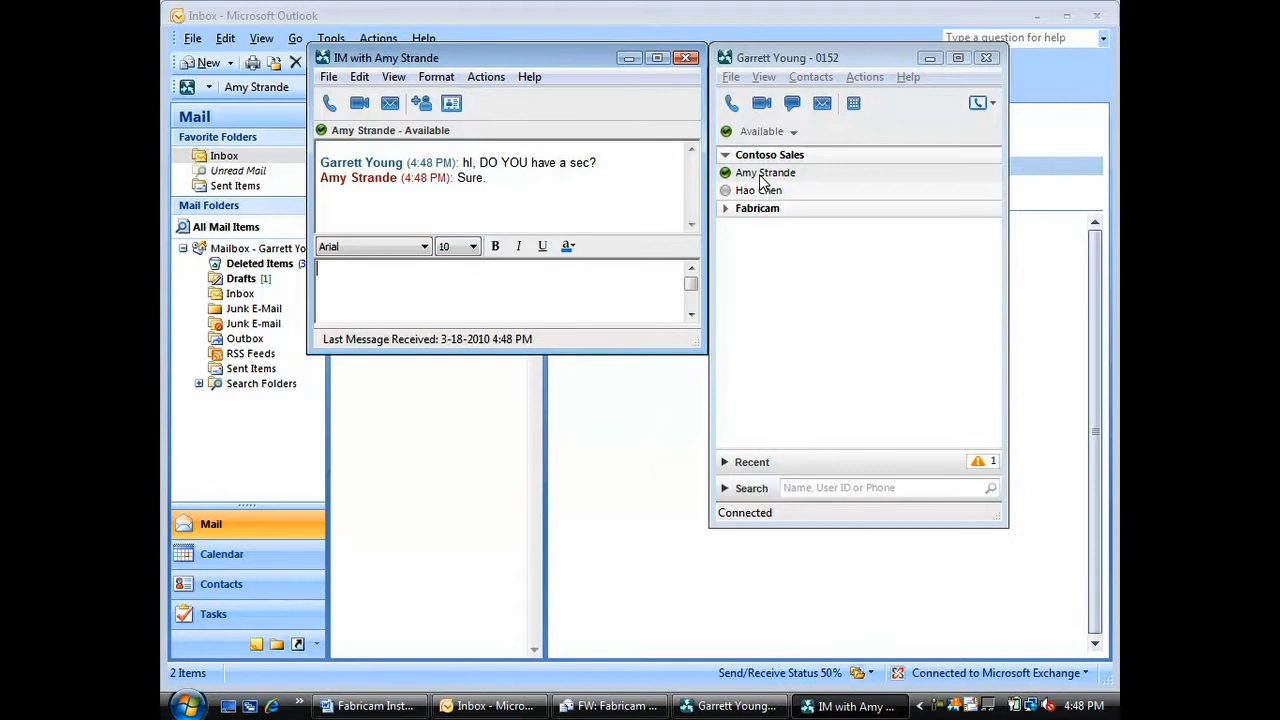 Inbox - Microsoft Outlook
File Edit View Go Tools Actions Help
Type a question for help
New
Amy Strande
Mail
Favorite Folders
Inbox
Unread Mail
Sent Items
Mail Folders
All Mail Items
Mailbox - Garrett Yo
Deleted Items (3
Drafts [1]
Inbox
Junk E-Mail
Junk E-mail
Outbox
RSS Feeds
Sent Items
Search Folders
Mail
Calendar
Contacts
Tasks
IM with Amy Strande
File Edit View Format Actions Help
Amy Strande - Available
Garrett Young (4:48 PM): hI, DO YOU have a sec?
Amy Strande (4:48 PM): Sure.
Arial 10 B I U a
Last Message Received: 3-18-2010 4:48 PM
Garrett Young - 0152
File View Contacts Actions Help
Available
Contoso Sales
Amy Strande
Hao Chen
Fabricam
Recent 1
Search Name, User ID or Phone
Connected
2 Items Send/Receive Status 50% Connected to Microsoft Exchange
Fabricam Inst... Inbox - Micro... FW: Fabricam ... Garrett Young... IM with Amy ... 4:48 PM